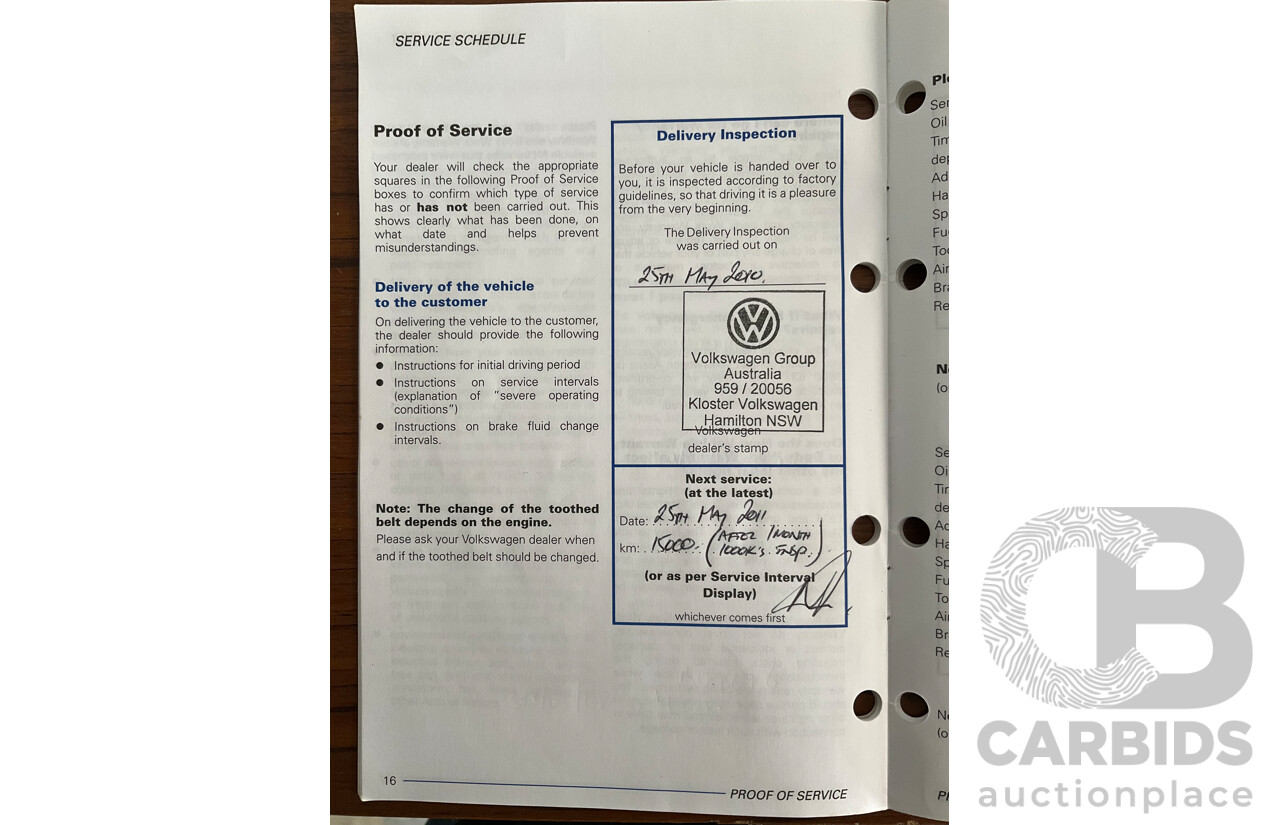 SERVICE SCHEDULE
Proof of Service
Your dealer will check the appropriate
squares in the following Proof of Service
boxes to confirm which type of service
has or has not been carried out. This
shows clearly what has been done, on
what date and helps prevent
misunderstandings.
Delivery of the vehicle
to the customer
On delivering the vehicle to the customer,
the dealer should provide the following
information:
● Instructions for initial driving period
● Instructions on service intervals
(explanation of "severe operating
conditions")
● Instructions on brake fluid change
intervals.
Note: The change of the toothed
belt depends on the engine.
Please ask your Volkswagen dealer when
and if the toothed belt should be changed.
Delivery Inspection
Before your vehicle is handed over to
you, it is inspected according to factory
guidelines, so that driving it is a pleasure
from the very beginning.
The Delivery Inspection
was carried out on
25TH MAY 2010.
Volkswagen Group
Australia
959 / 20056
Kloster Volkswagen
Hamilton NSW
Volkswagen
dealer's stamp
Next service:
(at the latest)
Date: 25TH MAY 2011
km: 15000. (AFTER 1 MONTH
1000K's INSP.)
(or as per Service Interval
Display)
whichever comes first
16
PROOF OF SERVICE
CB
CARBIDS
auctionplace